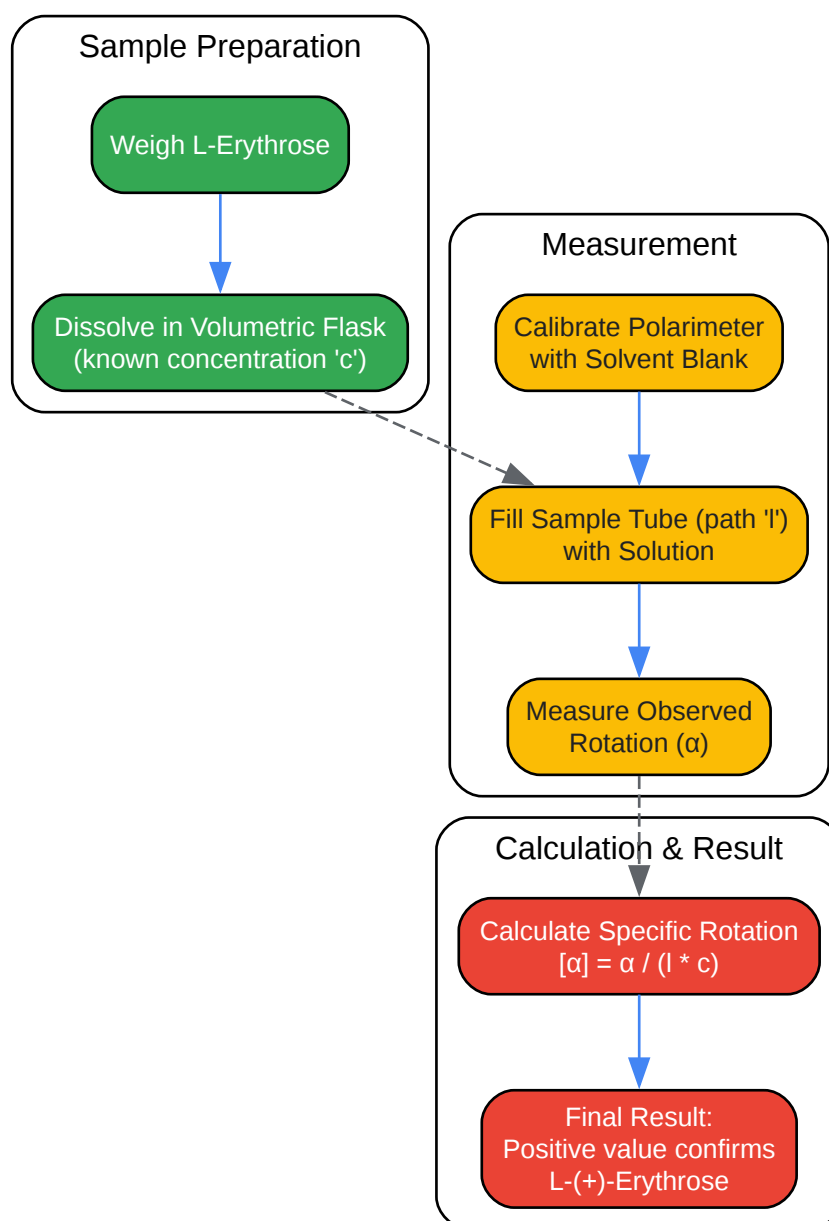 Sample Preparation
Weigh L-Erythrose
Dissolve in Volumetric Flask
(known concentration 'c')
Measurement
Calibrate Polarimeter
with Solvent Blank
Fill Sample Tube (path 'l')
with Solution
Measure Observed
Rotation (α)
Calculation & Result
Calculate Specific Rotation
[α] = α / (l * c)
Final Result:
Positive value confirms
L-(+)-Erythrose